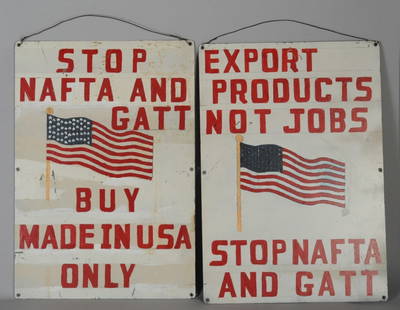 STOP
NAFTA AND
GATT
BUY
MADE IN USA
ONLY
EXPORT
PRODUCTS
NOT JOBS
STOP NAFTA
AND GATT